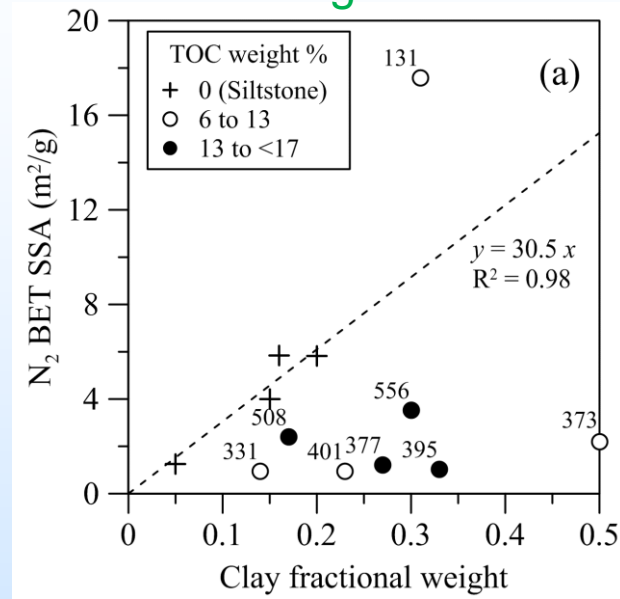 20
16
12
8
4
0
N₂ BET SSA (m²/g)
TOC weight %
0 (Siltstone)
6 to 13
13 to <17
(a)
131
y = 30.5 x
R² = 0.98
556
508
373
331
401
377
395
0
0.1
0.2
0.3
0.4
0.5
Clay fractional weight